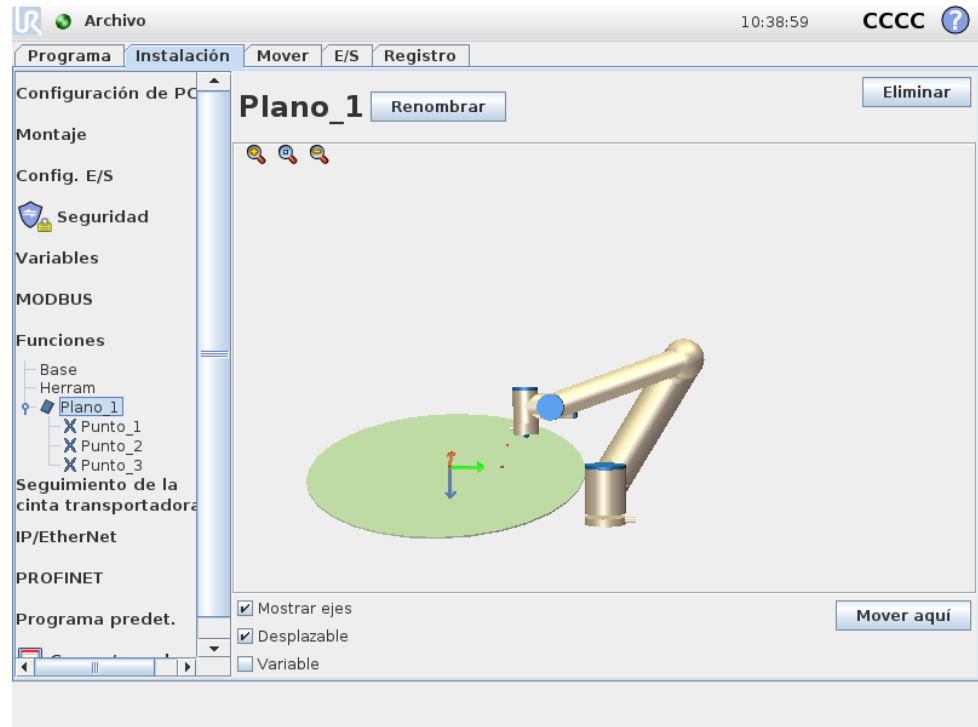 UR Archivo 10:38:59 CCCC ?
Programa Instalación Mover E/S Registro
Configuración de PC
Montaje
Config. E/S
Seguridad
Variables
MODBUS
Funciones
Base
Herram
Plano_1
Punto_1
Punto_2
Punto_3
Seguimiento de la
cinta transportadora
IP/EtherNet
PROFINET
Programa predet.
Plano_1 Renombrar Eliminar
Mostrar ejes
Desplazable
Variable
Mover aquí